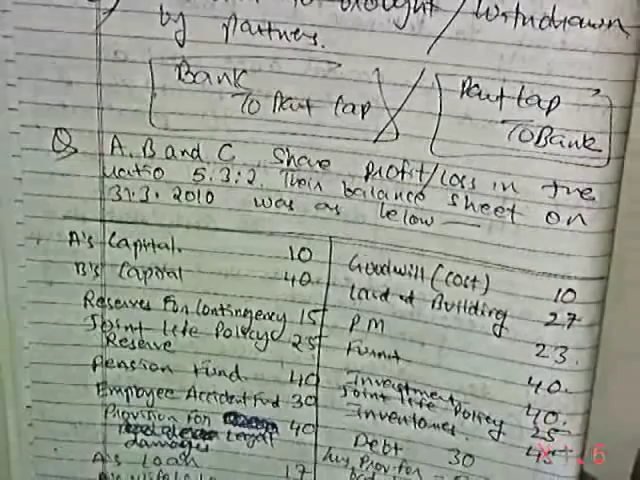 brought / Withdrawn
by Partners.
Bank
To Part Cap
Part Cap
To Bank
Q A, B and C share profit/loss in the
ratio 5:3:2. Their balance sheet on
31.3.2010 was as below —
A's Capital. 10
B's Capital 40
Reserves for Contingency 15
Joint Life Policy
Reserve 25
Pension Fund 40
Employee Accident Fund 30
Provision for
Legal
damages 40
A's Loan 17
Goodwill (Cost) 10
Land & Building 27
PM 23.
Furnit 40.
Investment 40.
Joint Life Policy 25
Inventories. 45
Debt 30